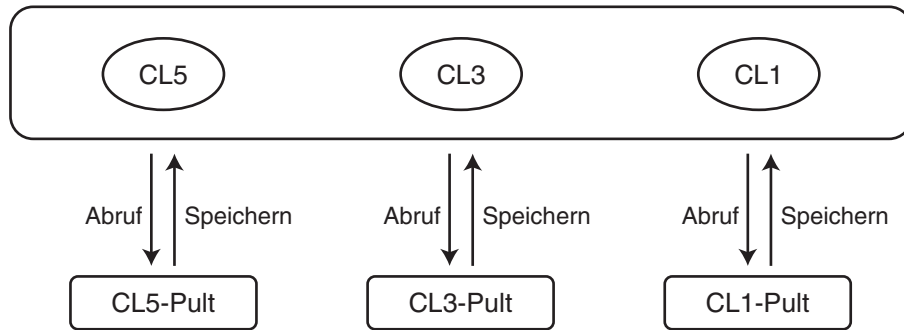 CL5 CL3 CL1
Abruf Speichern Abruf Speichern Abruf Speichern
CL5-Pult CL3-Pult CL1-Pult